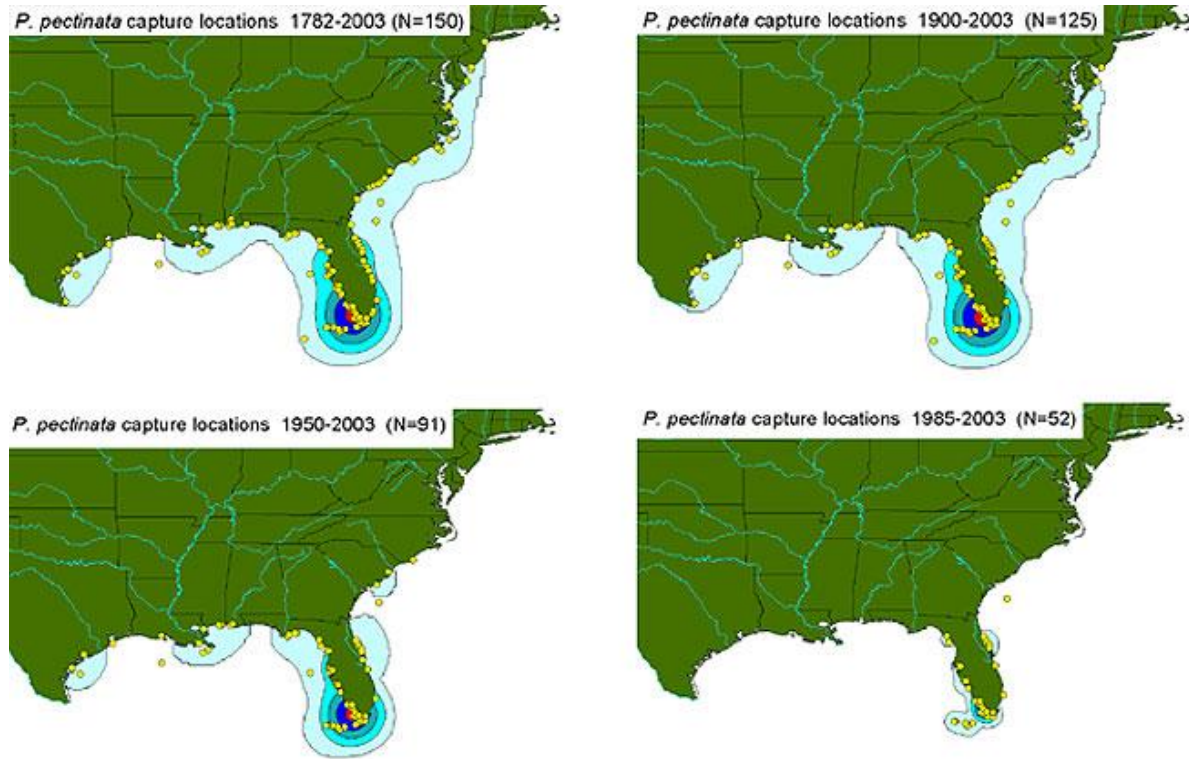 P. pectinata capture locations 1782-2003 (N=150)
P. pectinata capture locations 1900-2003 (N=125)
P. pectinata capture locations 1950-2003 (N=91)
P. pectinata capture locations 1985-2003 (N=52)